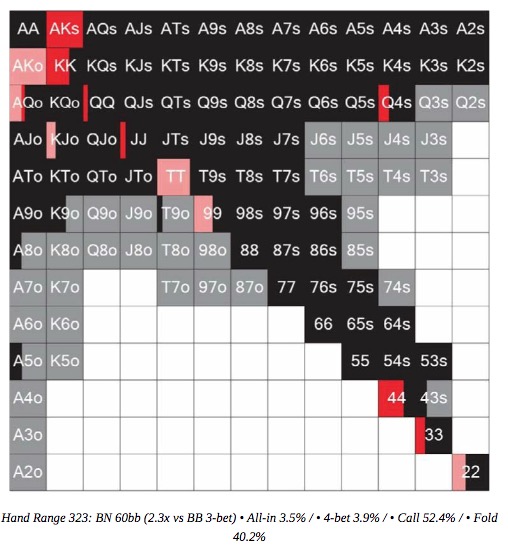 AA AKs AQs AJs ATs A9s A8s A7s A6s A5s A4s A3s A2s
AKo KK KQs KJs KTs K9s K8s K7s K6s K5s K4s K3s K2s
AQo KQo QQ QJs QTs Q9s Q8s Q7s Q6s Q5s Q4s Q3s Q2s
AJo KJo QJo JJ JTs J9s J8s J7s J6s J5s J4s J3s
ATo KTo QTo JTo TT T9s T8s T7s T6s T5s T4s T3s
A9o K9o Q9o J9o T9o 99 98s 97s 96s 95s
A8o K8o Q8o J8o T8o 98o 88 87s 86s 85s
A7o K7o T7o 97o 87o 77 76s 75s 74s
A6o K6o 66 65s 64s
A5o K5o 55 54s 53s
A4o 44 43s
A3o 33
A2o 22
Hand Range 323: BN 60bb (2.3x vs BB 3-bet) • All-in 3.5% / • 4-bet 3.9% / • Call 52.4% / • Fold
40.2%